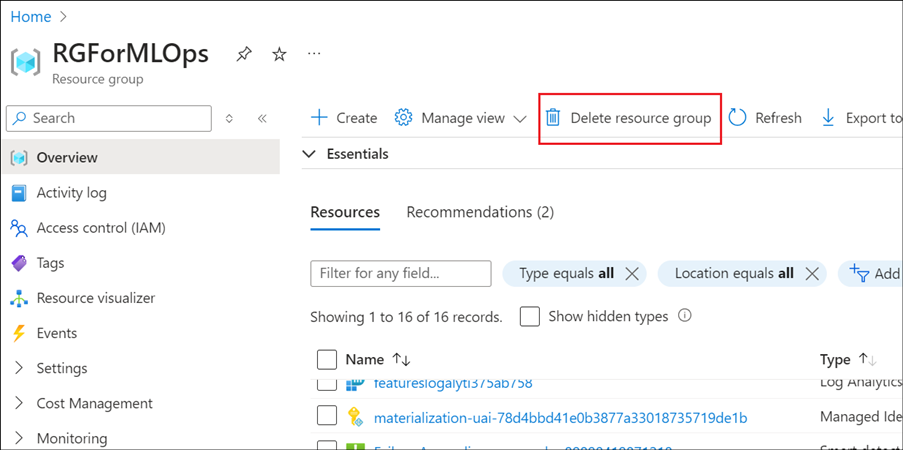 Home
RGForMLOps
Resource group
Search
Create Manage view Delete resource group Refresh Export to
Essentials
Overview
Activity log
Access control (IAM)
Tags
Resource visualizer
Events
Settings
Cost Management
Monitoring
Resources Recommendations (2)
Filter for any field... Type equals all Location equals all Add
Showing 1 to 16 of 16 records. Show hidden types
Name Type
featureslogalyti375ab758 Log Analytics
materialization-uai-78d4bbd41e0b3877a33018735719de1b Managed Ide